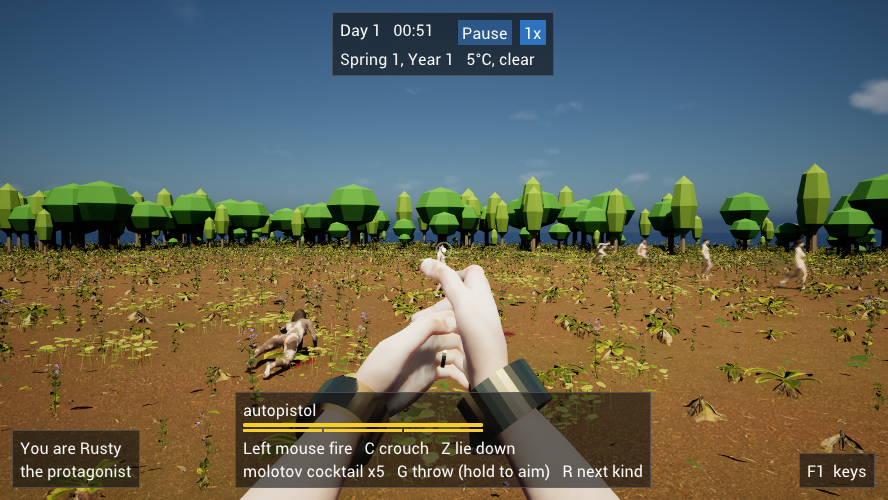 Day 1 00:51 Pause 1x
Spring 1, Year 1 5°C, clear
autopistol
Left mouse fire C crouch Z lie down
molotov cocktail x5 G throw (hold to aim) R next kind
You are Rusty
the protagonist
F1 keys